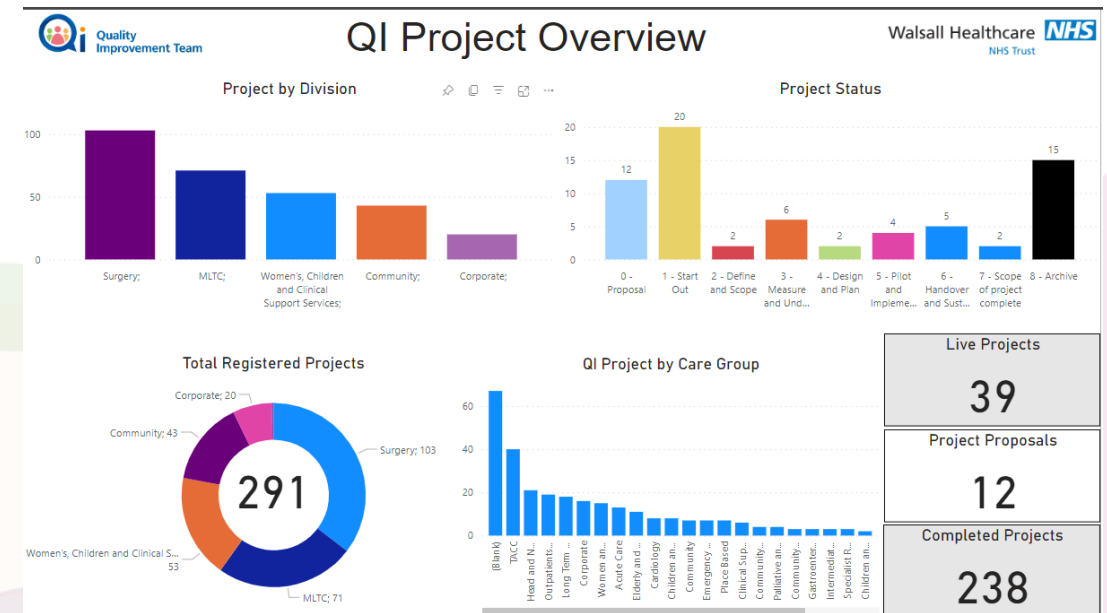 Quality
Improvement Team
QI Project Overview
Walsall Healthcare NHS
NHS Trust
Project by Division
100
50
0
Surgery;
MLTC;
Women's, Children
and Clinical
Support Services;
Community;
Corporate;
Project Status
20
15
10
5
0
12
20
2
6
2
4
5
2
15
0 -
Proposal
1 - Start
Out
2 - Define
and Scope
3 -
Measure
and Und...
4 - Design
and Plan
5 - Pilot
and
Impleme...
6 -
Handover
and Sust...
7 - Scope
of project
complete
8 - Archive
Total Registered Projects
Corporate; 20
Community; 43
Surgery; 103
291
Women's, Children and Clinical S...
53
MLTC; 71
QI Project by Care Group
60
40
20
0
(Blank)
TACC
Head and N...
Outpatients...
Long Term ...
Corporate
Women an...
Acute Care
Elderly and ...
Cardiology
Children an...
Community
Emergency ...
Place Based
Clinical Sup...
Community...
Palliative an...
Community...
Gastroenter...
Intermediat...
Specialist R...
Children an...
Live Projects
39
Project Proposals
12
Completed Projects
238